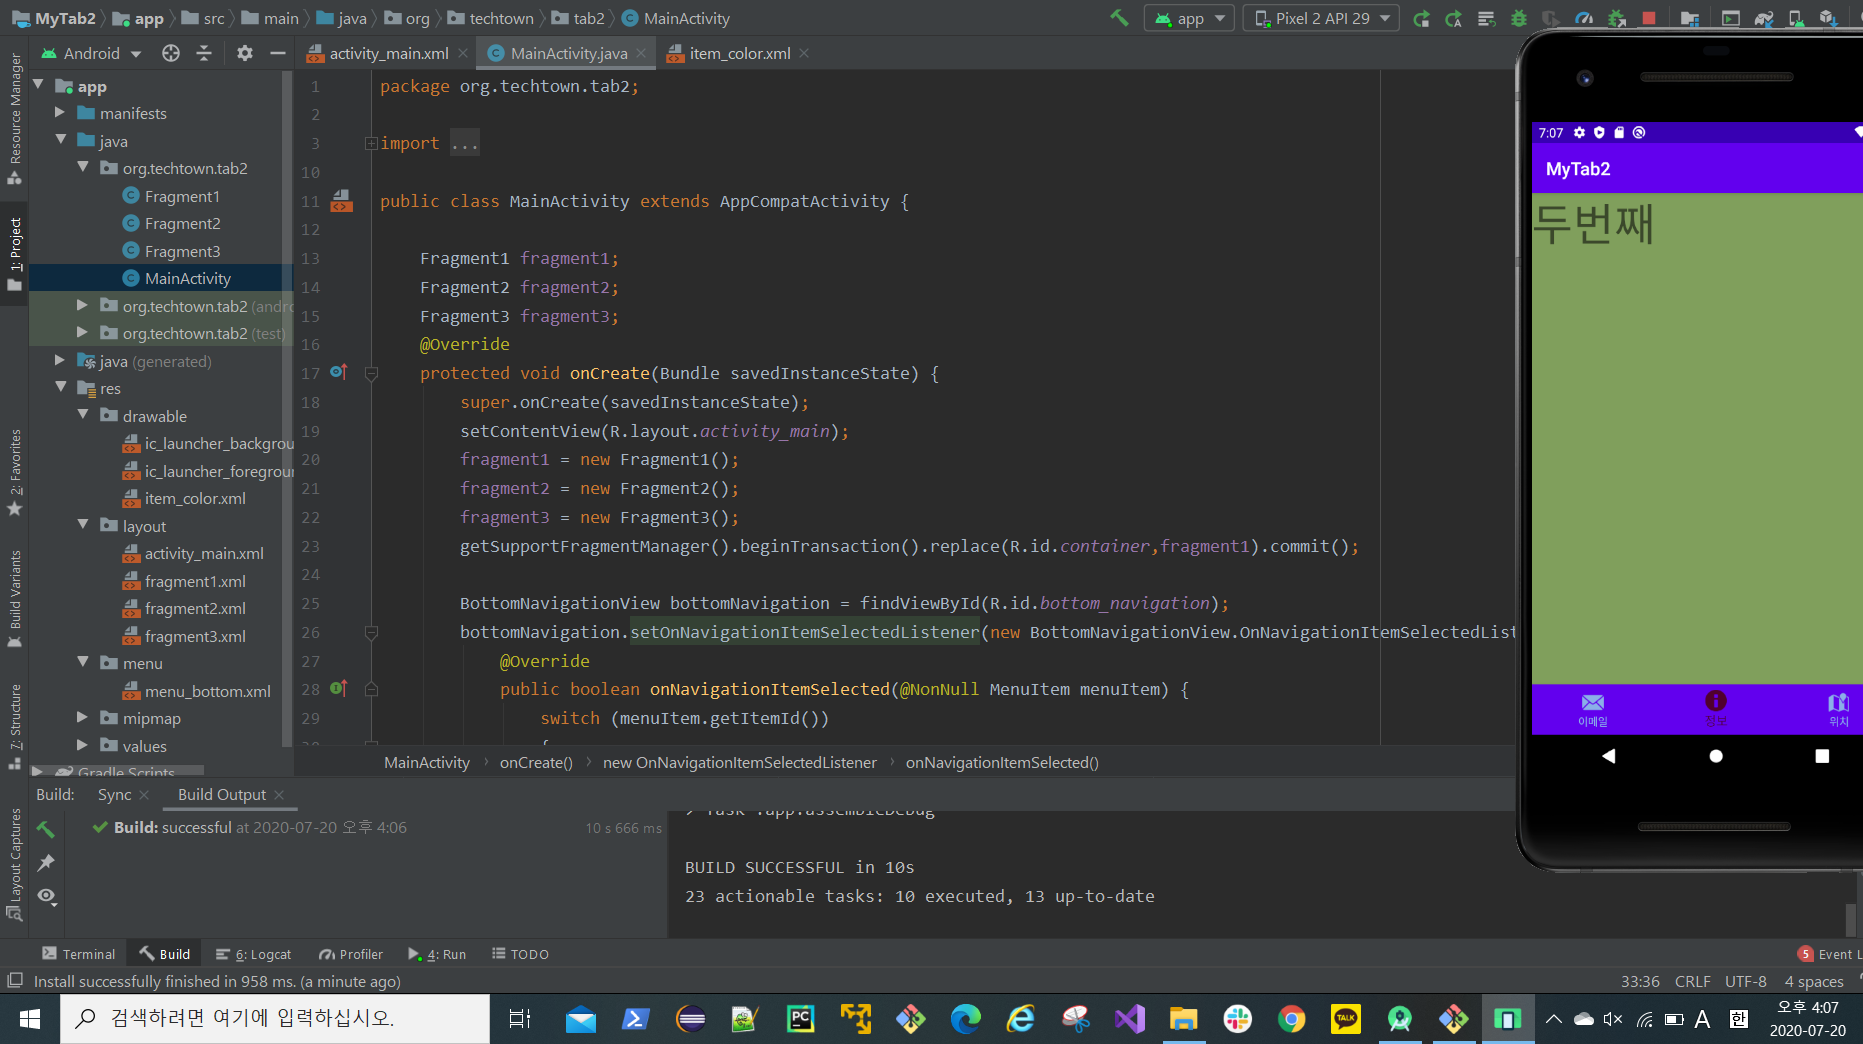 MyTab2 app src main java org techtown tab2 MainActivity
app Pixel 2 API 29
Android
activity_main.xml MainActivity.java item_color.xml
Resource Manager
1: Project
2: Favorites
Build Variants
7: Structure
Layout Captures
app
manifests
java
org.techtown.tab2
Fragment1
Fragment2
Fragment3
MainActivity
org.techtown.tab2 (andro
org.techtown.tab2 (test)
java (generated)
res
drawable
ic_launcher_backgrou
ic_launcher_foregroun
item_color.xml
layout
activity_main.xml
fragment1.xml
fragment2.xml
fragment3.xml
menu
menu_bottom.xml
mipmap
values
Gradle Scripts
1 package org.techtown.tab2;
2
3 import ...
10
11 public class MainActivity extends AppCompatActivity {
12
13 Fragment1 fragment1;
14 Fragment2 fragment2;
15 Fragment3 fragment3;
16 @Override
17 protected void onCreate(Bundle savedInstanceState) {
18 super.onCreate(savedInstanceState);
19 setContentView(R.layout.activity_main);
20 fragment1 = new Fragment1();
21 fragment2 = new Fragment2();
22 fragment3 = new Fragment3();
23 getSupportFragmentManager().beginTransaction().replace(R.id.container,fragment1).commit();
24
25 BottomNavigationView bottomNavigation = findViewById(R.id.bottom_navigation);
26 bottomNavigation.setOnNavigationItemSelectedListener(new BottomNavigationView.OnNavigationItemSelectedList
27 @Override
28 public boolean onNavigationItemSelected(@NonNull MenuItem menuItem) {
29 switch (menuItem.getItemId())
{
MainActivity onCreate() new OnNavigationItemSelectedListener onNavigationItemSelected()
7:07
MyTab2
두번째
이메일 정보 위치
Build: Sync Build Output
Build: successful at 2020-07-20 오후 4:06 10 s 666 ms
> Task :app:assembleDebug
BUILD SUCCESSFUL in 10s
23 actionable tasks: 10 executed, 13 up-to-date
Terminal Build 6: Logcat Profiler 4: Run TODO 5 Event L
Install successfully finished in 958 ms. (a minute ago) 33:36 CRLF UTF-8 4 spaces
검색하려면 여기에 입력하십시오.
PC
TALK
A 한
오후 4:07
2020-07-20